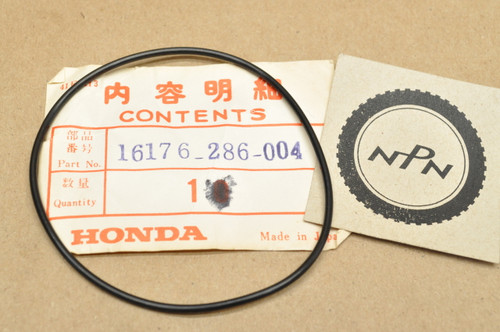 内容明細
CONTENTS
部品
番号
Part No.
16176-286-004
数量
Quantity
1
HONDA
Made in Japan
NPN